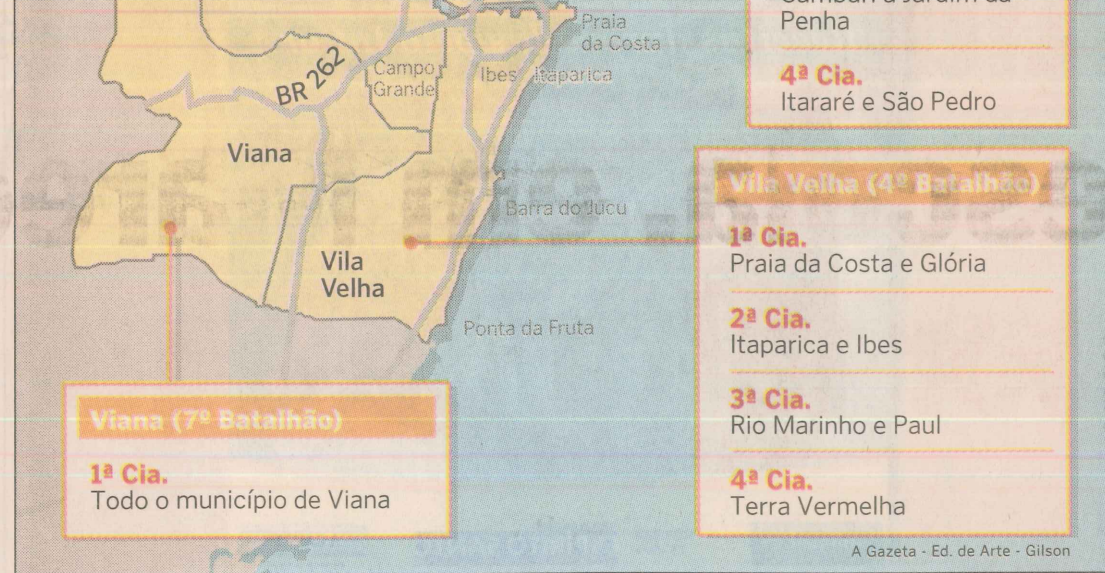 Praia
da Costa
Campo
Grande
Ibes
Itaparica
BR 262
Viana
Barra do Jucu
Vila
Velha
Ponta da Fruta
Penha
4ª Cia.
Itararé e São Pedro
Vila Velha (4º Batalhão)
1ª Cia.
Praia da Costa e Glória
2ª Cia.
Itaparica e Ibes
3ª Cia.
Rio Marinho e Paul
4ª Cia.
Terra Vermelha
Viana (7º Batalhão)
1ª Cia.
Todo o município de Viana
A Gazeta - Ed. de Arte - Gilson